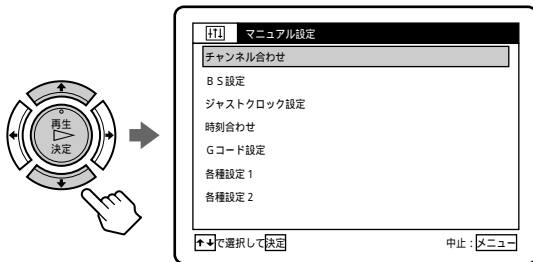 マニュアル設定
チャンネル合わせ
ＢＳ設定
ジャストクロック設定
時刻合わせ
Ｇコード設定
各種設定１
各種設定２
再生
決定
↑↓で選択して決定
中止：メニュー